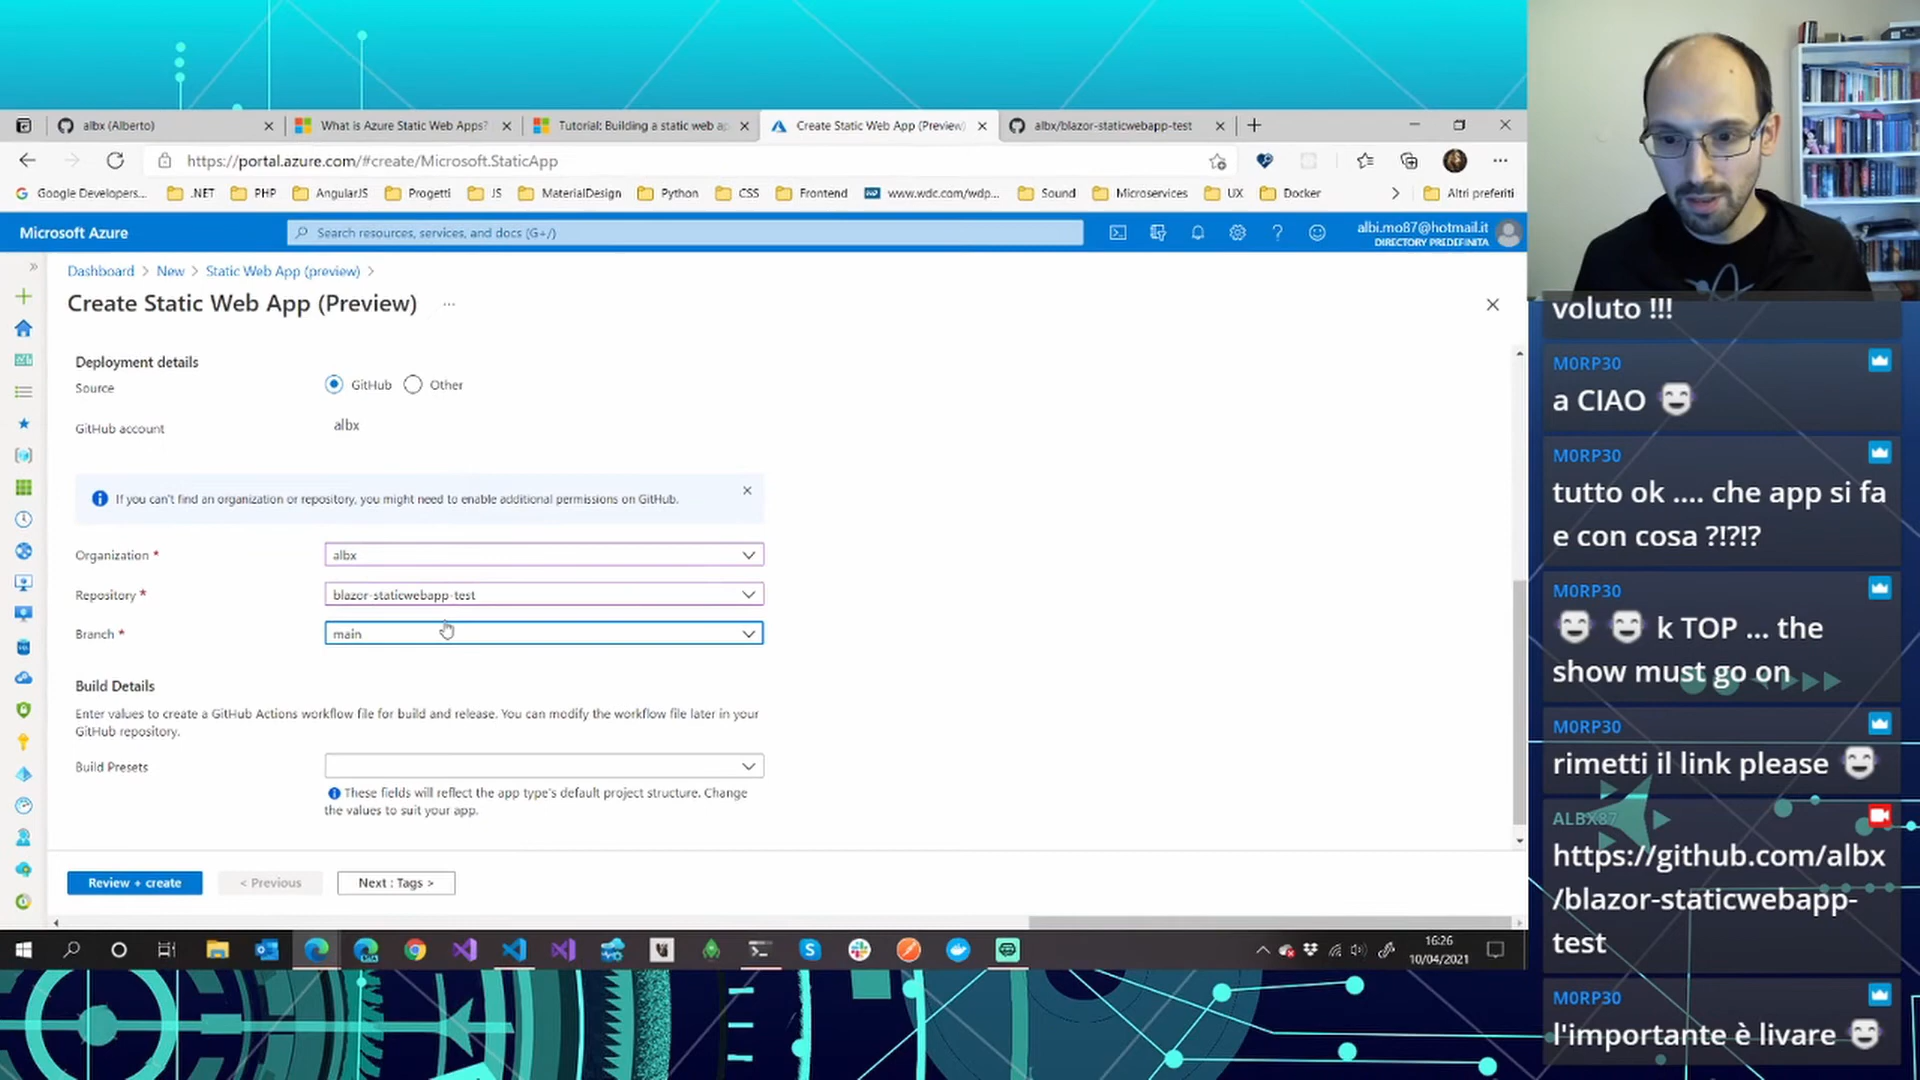 albx (Alberto)
What is Azure Static Web Apps?
Tutorial: Building a static web ap
Create Static Web App (Preview)
albx/blazor-staticwebapp-test
https://portal.azure.com/#create/Microsoft.StaticApp
Google Developers...
.NET
PHP
AngularJS
Progetti
JS
MaterialDesign
Python
CSS
Frontend
www.wdc.com/wdp...
Sound
Microservices
UX
Docker
Altri preferiti
Microsoft Azure
Search resources, services, and docs (G+/)
albi.mo87@hotmail.it
DIRECTORY PREDEFINITA
Dashboard > New > Static Web App (preview) >
Create Static Web App (Preview) ...
Deployment details
Source
GitHub
Other
GitHub account
albx
If you can't find an organization or repository, you might need to enable additional permissions on GitHub.
Organization *
albx
Repository *
blazor-staticwebapp-test
Branch *
main
Build Details
Enter values to create a GitHub Actions workflow file for build and release. You can modify the workflow file later in your
GitHub repository.
Build Presets
These fields will reflect the app type's default project structure. Change
the values to suit your app.
Review + create
< Previous
Next : Tags >
16:26
10/04/2021
voluto !!!
M0RP30
a CIAO
M0RP30
tutto ok .... che app si fa
e con cosa ?!?!?
M0RP30
k TOP ... the
show must go on
M0RP30
rimetti il link please
ALBX87
https://github.com/albx
/blazor-staticwebapp-
test
M0RP30
l'importante è livare